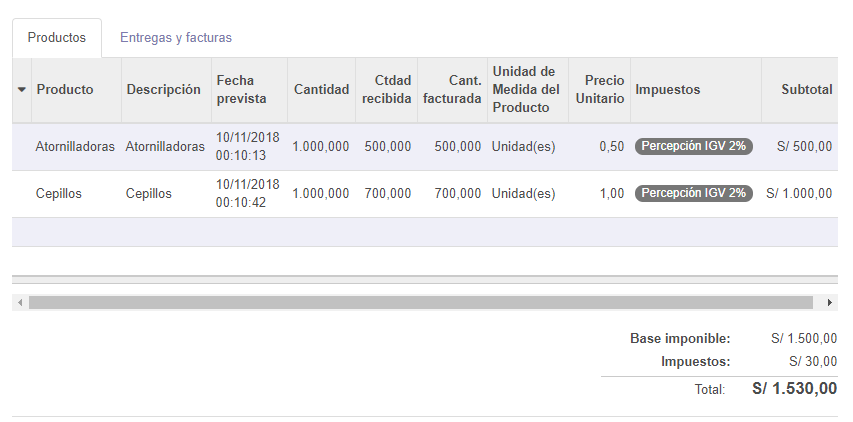 Productos Entregas y facturas
Producto Descripción Fecha prevista Cantidad Ctdad recibida Cant. facturada Unidad de Medida del Producto Precio Unitario Impuestos Subtotal
Atornilladoras Atornilladoras 10/11/2018 00:10:13 1.000,000 500,000 500,000 Unidad(es) 0,50 Percepción IGV 2% S/ 500,00
Cepillos Cepillos 10/11/2018 00:10:42 1.000,000 700,000 700,000 Unidad(es) 1,00 Percepción IGV 2% S/ 1.000,00
Base imponible: S/ 1.500,00
Impuestos: S/ 30,00
Total: S/ 1.530,00